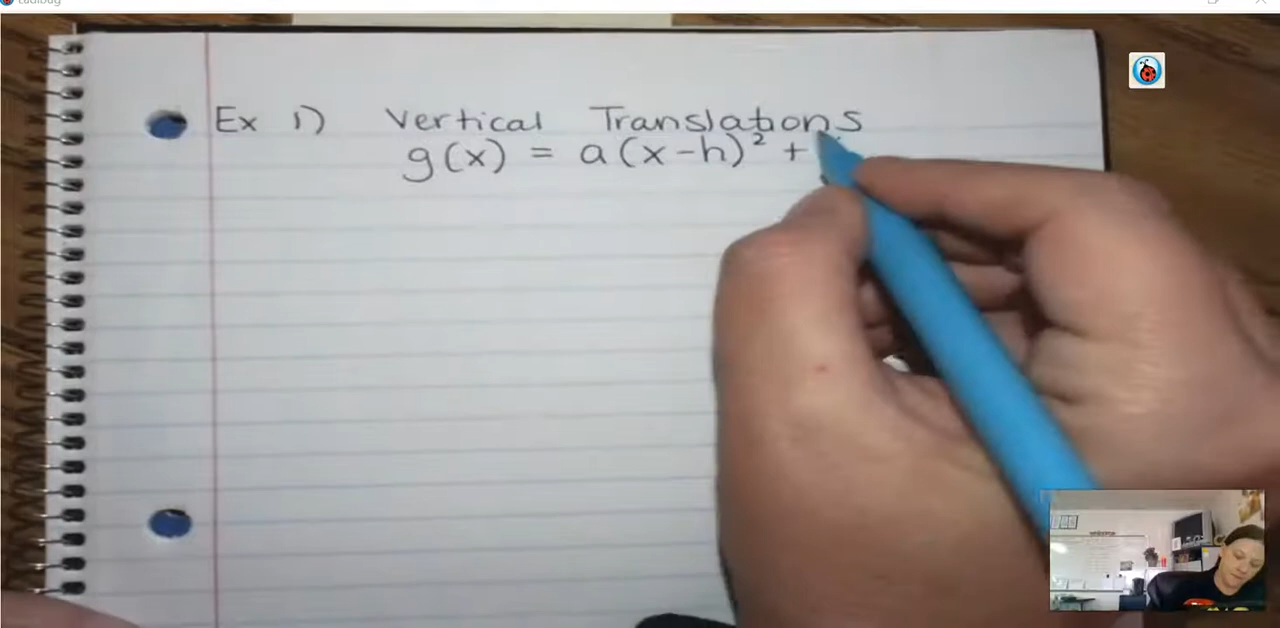 Ex 1) Vertical Translations
g(x) = a(x-h)² +